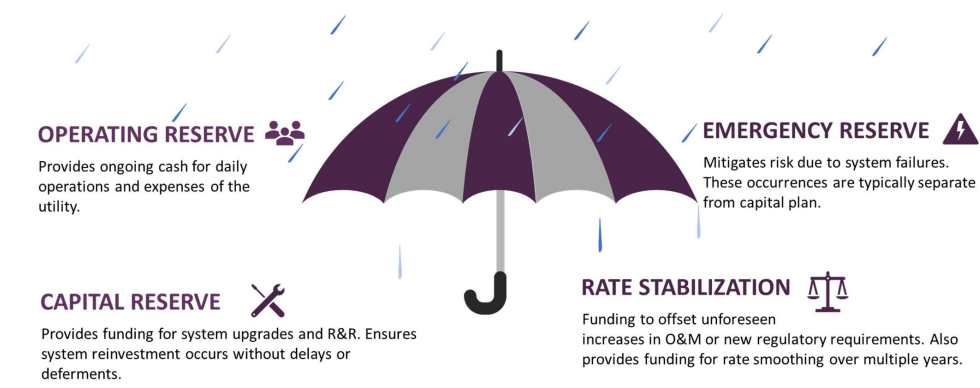 OPERATING RESERVE
Provides ongoing cash for daily
operations and expenses of the
utility.
EMERGENCY RESERVE
Mitigates risk due to system failures.
These occurrences are typically separate
from capital plan.
CAPITAL RESERVE
Provides funding for system upgrades and R&R. Ensures
system reinvestment occurs without delays or
deferments.
RATE STABILIZATION
Funding to offset unforeseen
increases in O&M or new regulatory requirements. Also
provides funding for rate smoothing over multiple years.